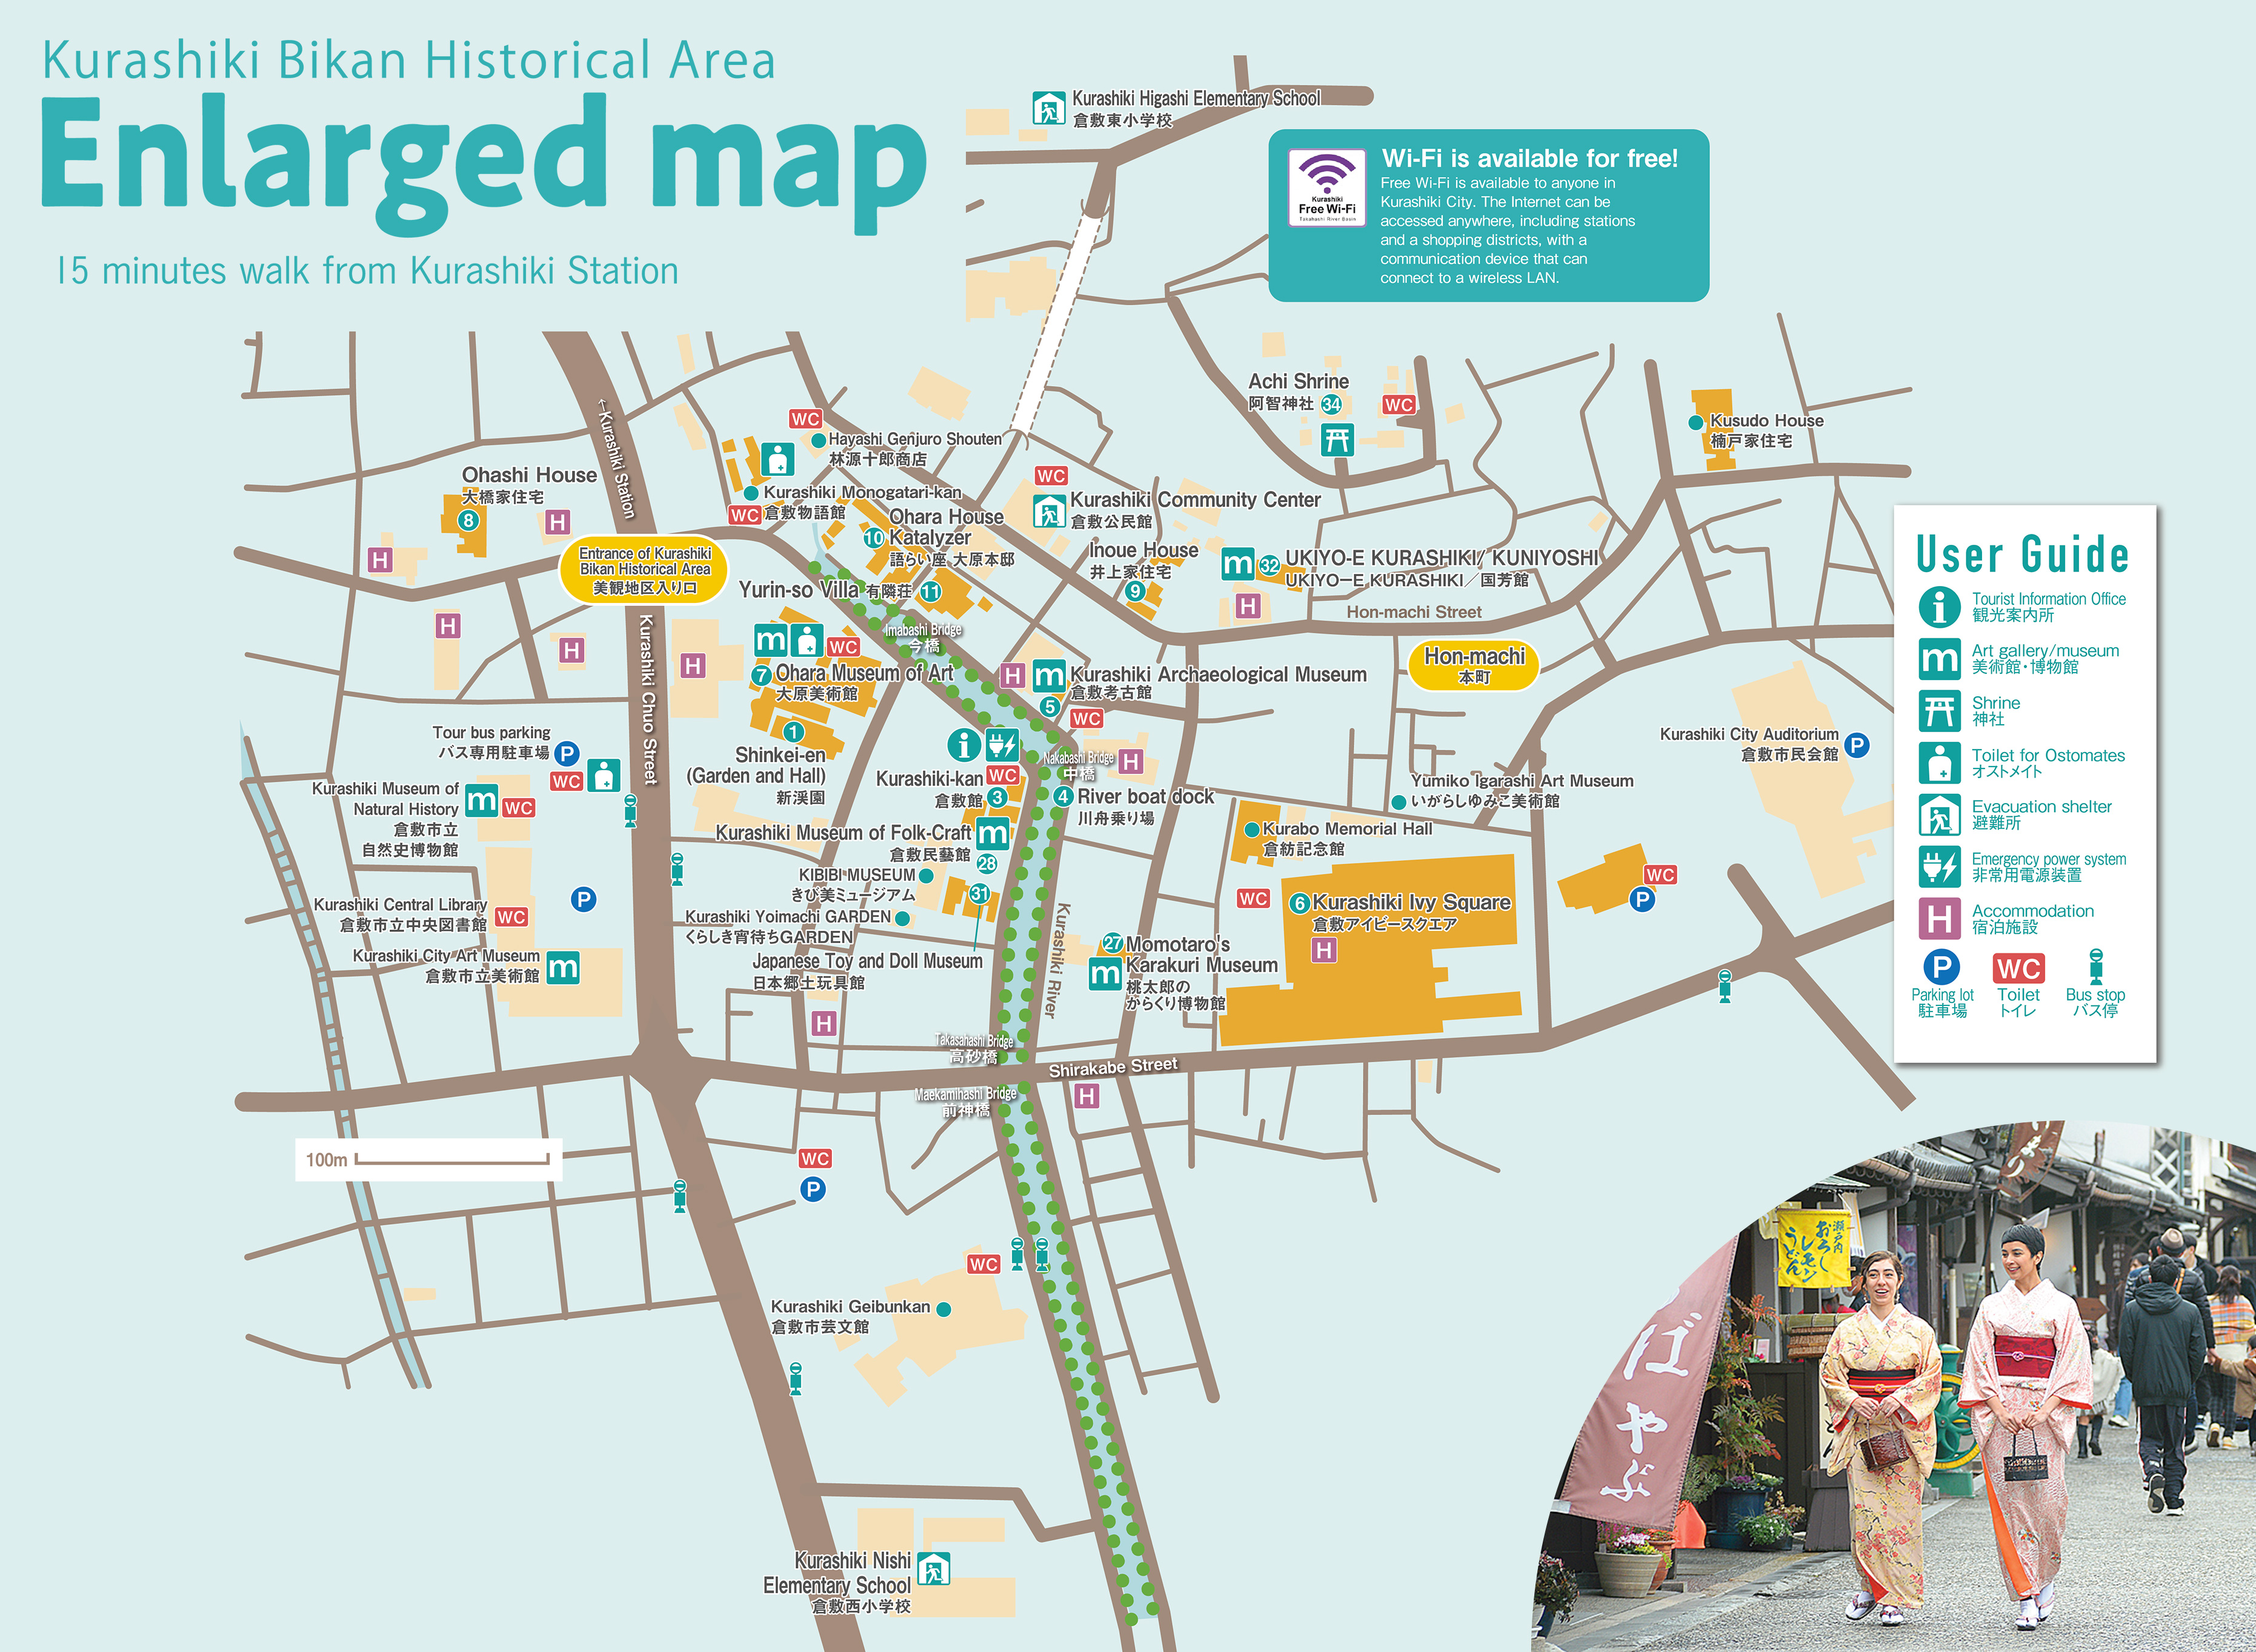 Kurashiki Bikan Historical Area
Enlarged map
15 minutes walk from Kurashiki Station
Kurashiki Higashi Elementary School
倉敷東小学校
Kurashiki
Free Wi-Fi
Takahashi River Basin
Wi-Fi is available for free!
Free Wi-Fi is available to anyone in
Kurashiki City. The Internet can be
accessed anywhere, including stations
and a shopping districts, with a
communication device that can
connect to a wireless LAN.
←Kurashiki Station
Achi Shrine
阿智神社 34
WC
Kusudo House
楠戸家住宅
WC
Hayashi Genjuro Shouten
林源十郎商店
Ohashi House
大橋家住宅
8
H
H
Kurashiki Monogatari-kan
WC 倉敷物語館
WC
Kurashiki Community Center
倉敷公民館
Ohara House
10 Katalyzer
語らい座 大原本邸
Entrance of Kurashiki
Bikan Historical Area
美観地区入り口
Inoue House
井上家住宅
9
m 32 UKIYO-E KURASHIKI/ KUNIYOSHI
UKIYO－E KURASHIKI／国芳館
H
Hon-machi Street
Yurin-so Villa 有隣荘 11
Imabashi Bridge
今橋
H
H
H
Kurashiki Chuo Street
m WC
7 Ohara Museum of Art
大原美術館
H m Kurashiki Archaeological Museum
倉敷考古館
5
WC
Hon-machi
本町
1
Shinkei-en
(Garden and Hall)
新渓園
Tour bus parking
バス専用駐車場 P
WC
Kurashiki Museum of
Natural History
倉敷市立
自然史博物館
m WC
i
Kurashiki-kan WC
倉敷館 3
Nakabashi Bridge
中橋
H
4 River boat dock
川舟乗り場
Kurashiki City Auditorium
倉敷市民会館
P
Yumiko Igarashi Art Museum
いがらしゆみこ美術館
Kurashiki Museum of Folk-Craft m
倉敷民藝館 28
Kurabo Memorial Hall
倉紡記念館
KIBIBI MUSEUM
きび美ミュージアム
31
WC
P
WC
6 Kurashiki Ivy Square
倉敷アイビースクエア
H
P
Kurashiki Central Library
倉敷市立中央図書館
WC
Kurashiki Yoimachi GARDEN
くらしき宵待ちGARDEN
Kurashiki River
Kurashiki City Art Museum
倉敷市立美術館
m
Japanese Toy and Doll Museum
日本郷土玩具館
27 Momotaro's
m Karakuri Museum
桃太郎の
からくり博物館
H
Takasahashi Bridge
高砂橋
Shirakabe Street
Maekamihashi Bridge
前神橋
H
100m
WC
P
WC
Kurashiki Geibunkan
倉敷市芸文館
Kurashiki Nishi
Elementary School
倉敷西小学校
User Guide
i Tourist Information Office
観光案内所
m Art gallery/museum
美術館・博物館
Shrine
神社
Toilet for Ostomates
オストメイト
Evacuation shelter
避難所
Emergency power system
非常用電源装置
H Accommodation
宿泊施設
P WC
Parking lot Toilet Bus stop
駐車場 トイレ バス停
瀬戸内
おろし
レモン
うどん
やぶ